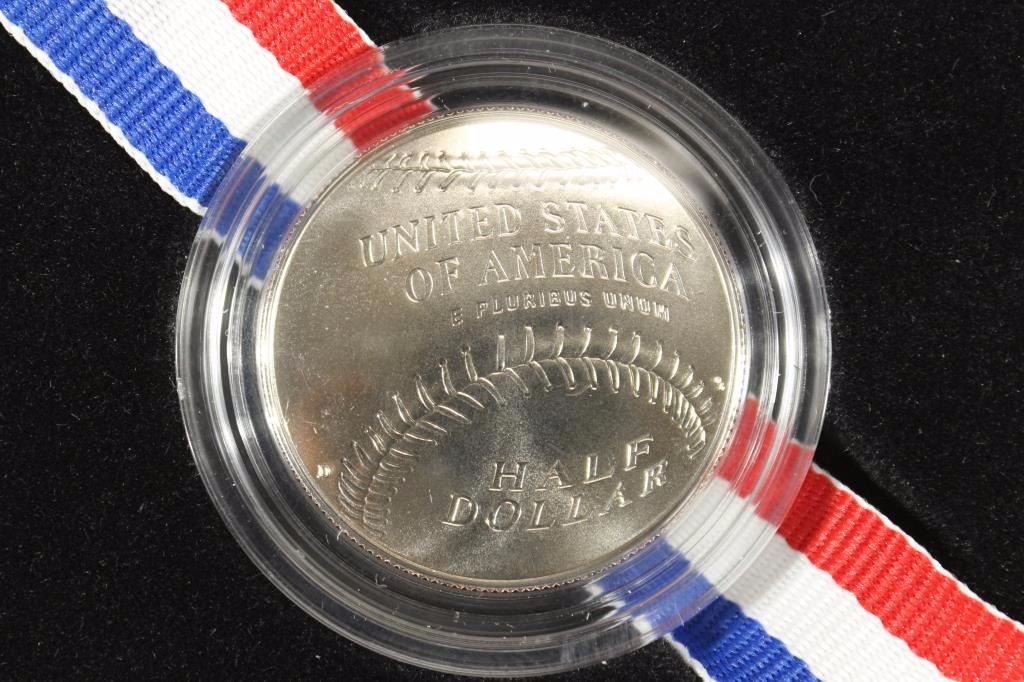 UNITED STATES
OF AMERICA
E PLURIBUS UNUM
D
HALF
DOLLAR